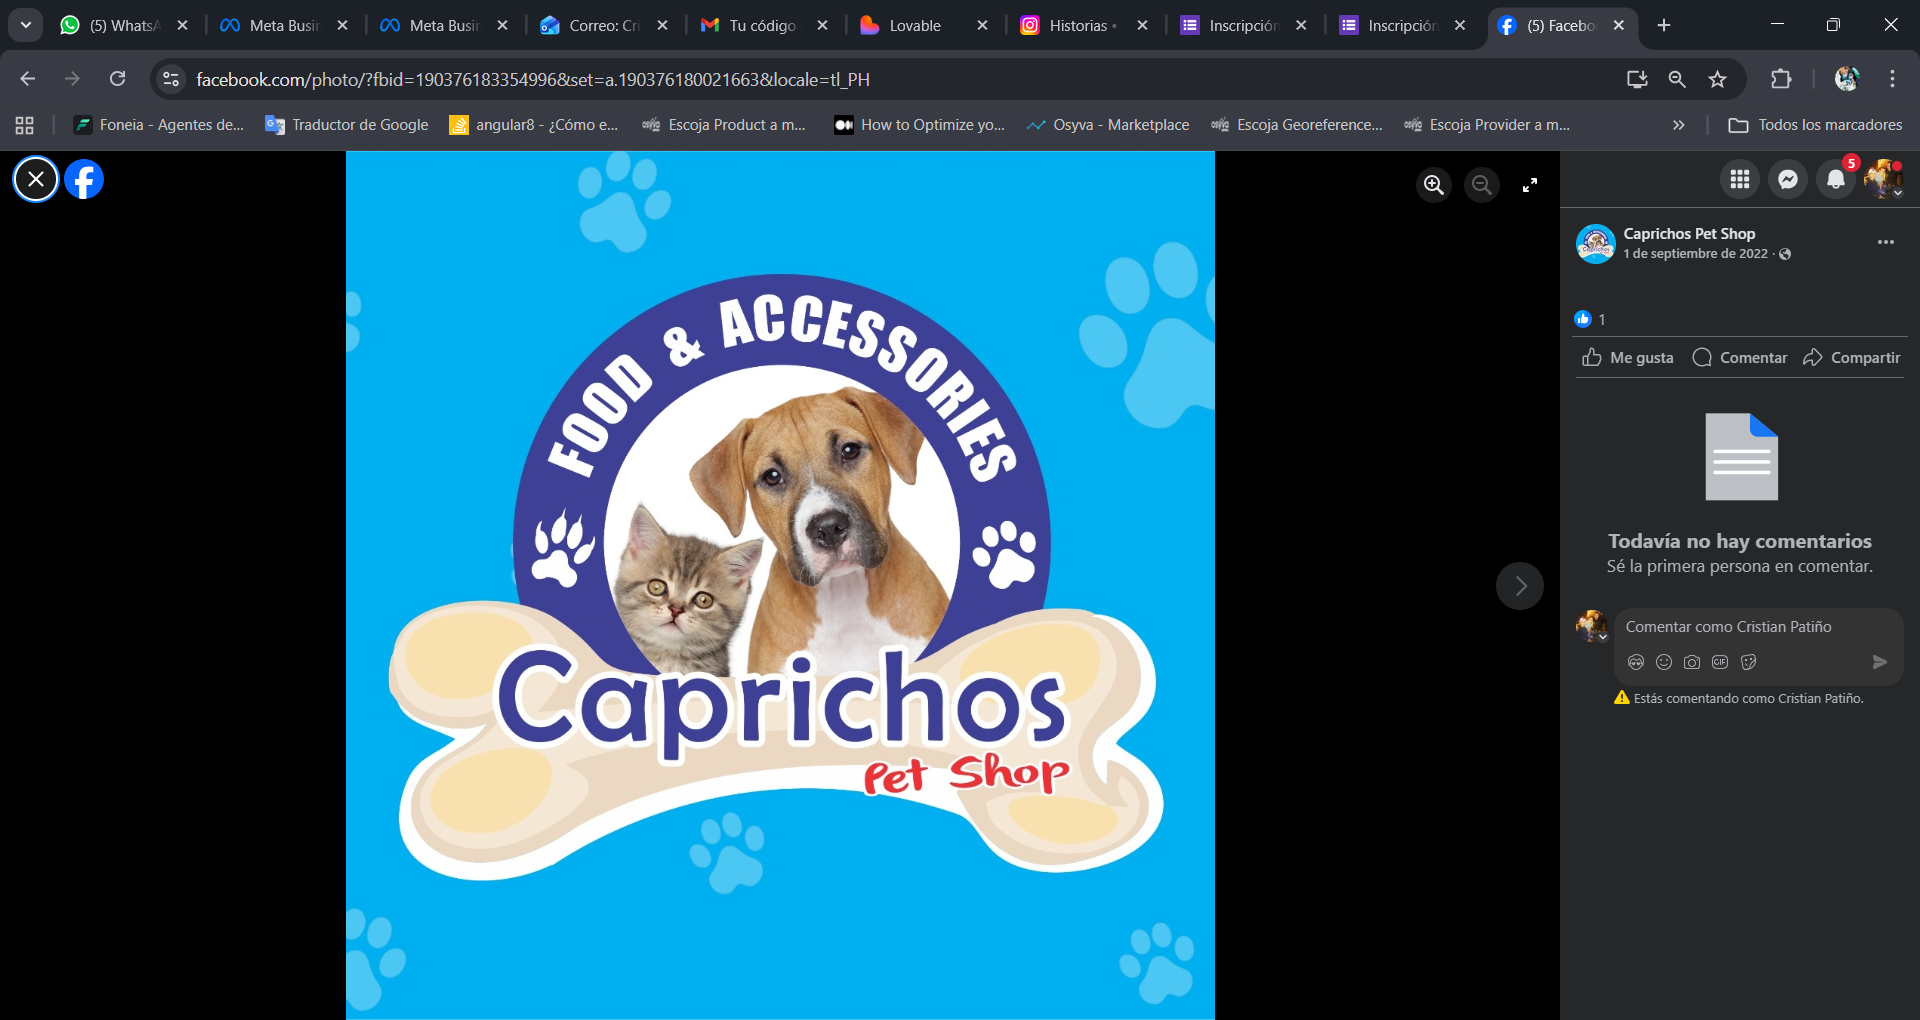 (5) WhatsA
Meta Busin
Meta Busin
Correo: Cri
Tu código
Lovable
Historias •
Inscripción
Inscripción
(5) Facebo
facebook.com/photo/?fbid=190376183354996&set=a.190376180021663&locale=tl_PH
Foneia - Agentes de...
Traductor de Google
angular8 - ¿Cómo e...
Escoja Product a m...
How to Optimize yo...
Osyva - Marketplace
Escoja Georeference...
Escoja Provider a m...
»
Todos los marcadores
FOOD & ACCESSORIES
Caprichos
Pet Shop
5
Caprichos Pet Shop
1 de septiembre de 2022 ·
1
Me gusta
Comentar
Compartir
Todavía no hay comentarios
Sé la primera persona en comentar.
Comentar como Cristian Patiño
GIF
Estás comentando como Cristian Patiño.